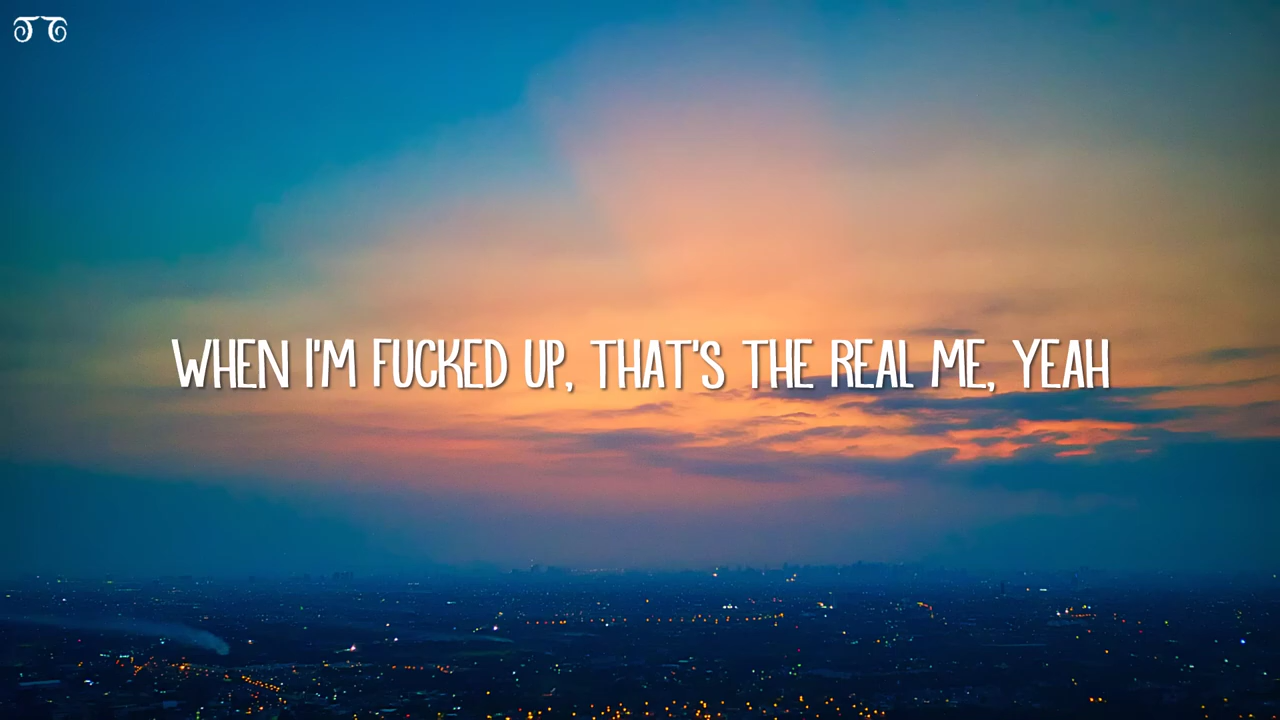 WHEN I'M FUCKED UP, THAT'S THE REAL ME, YEAH